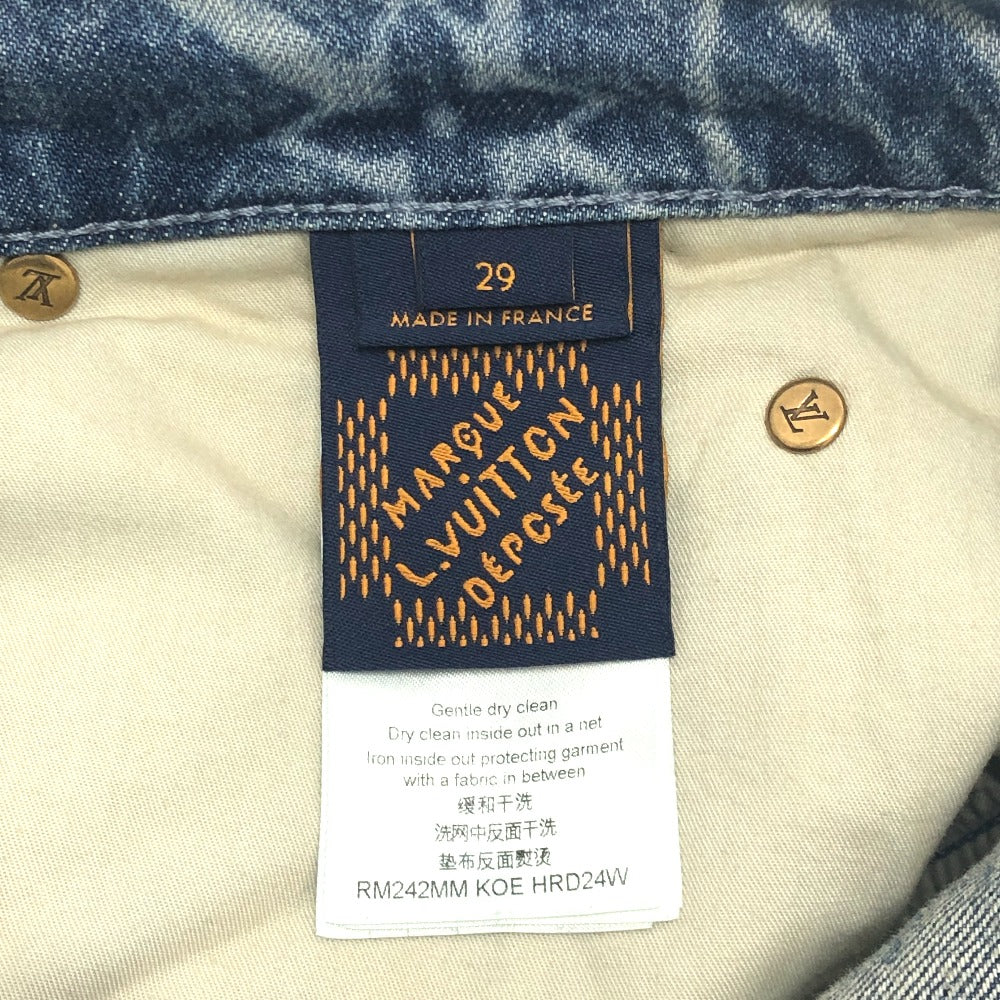 29
MADE IN FRANCE
LV
LV
MARQUE
L.VUITTON
DÉPOSÉE
Gentle dry clean
Dry clean inside out in a net
Iron inside out protecting garment
with a fabric in between
缓和干洗
洗网中反面干洗
垫布反面熨烫
RM242MM KOE HRD24W